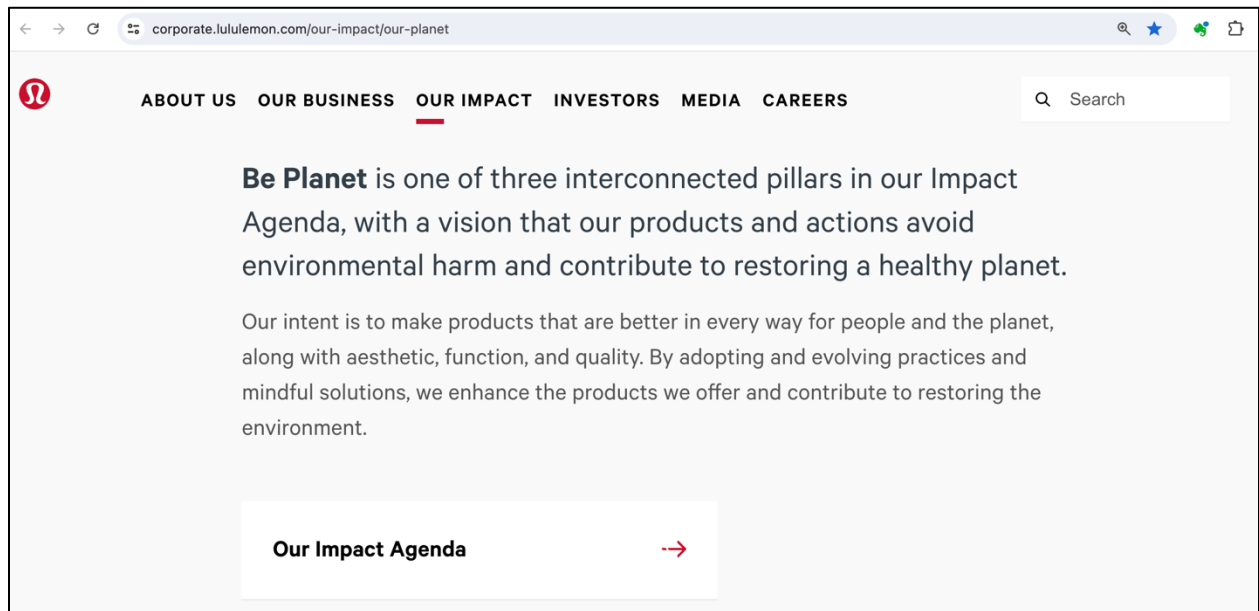 corporate.lululemon.com/our-impact/our-planet
ABOUT US OUR BUSINESS OUR IMPACT INVESTORS MEDIA CAREERS Search
Be Planet is one of three interconnected pillars in our Impact
Agenda, with a vision that our products and actions avoid
environmental harm and contribute to restoring a healthy planet.
Our intent is to make products that are better in every way for people and the planet,
along with aesthetic, function, and quality. By adopting and evolving practices and
mindful solutions, we enhance the products we offer and contribute to restoring the
environment.
Our Impact Agenda